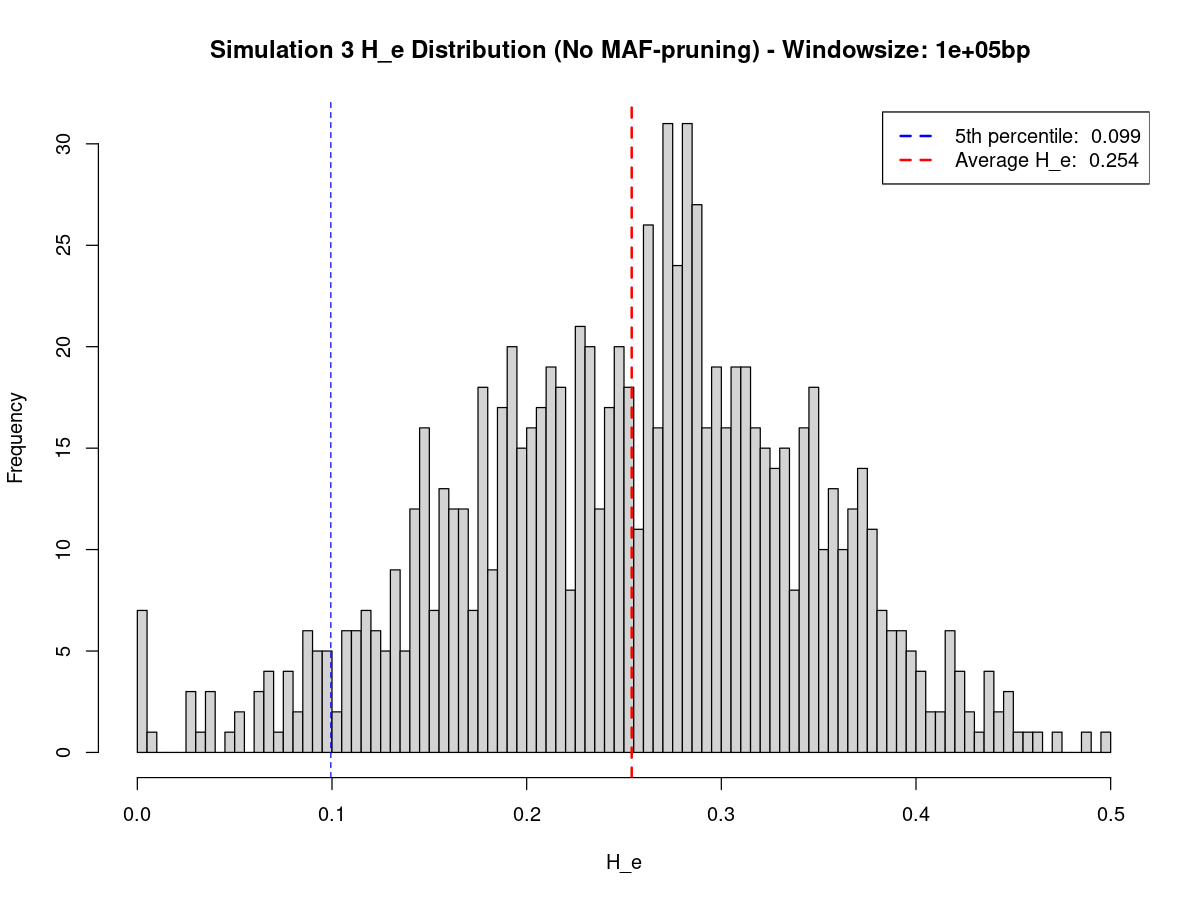 Simulation 3 H_e Distribution (No MAF-pruning) - Windowsize: 1e+05bp
5th percentile: 0.099
Average H_e: 0.254
Frequency
30
25
20
15
10
5
0
0.0 0.1 0.2 0.3 0.4 0.5
H_e